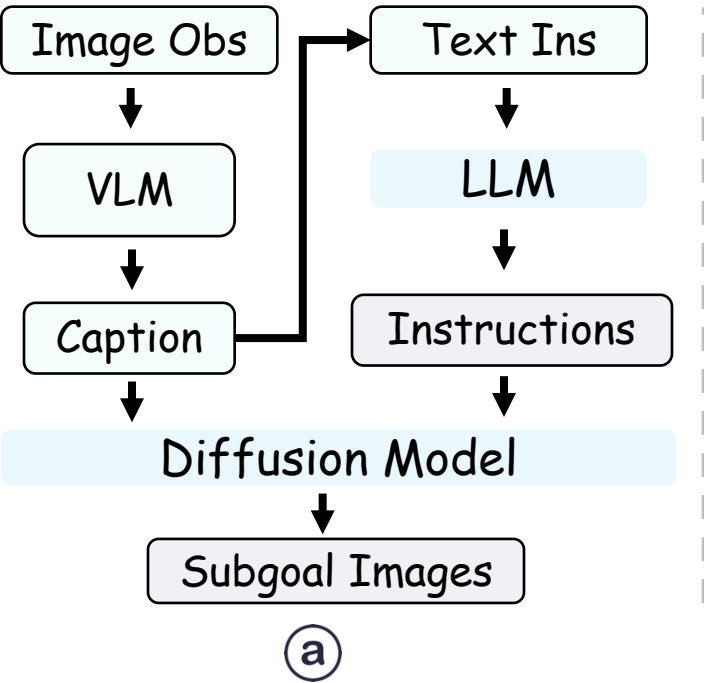 Image Obs
Text Ins
VLM
LLM
Caption
Instructions
Diffusion Model
Subgoal Images
a